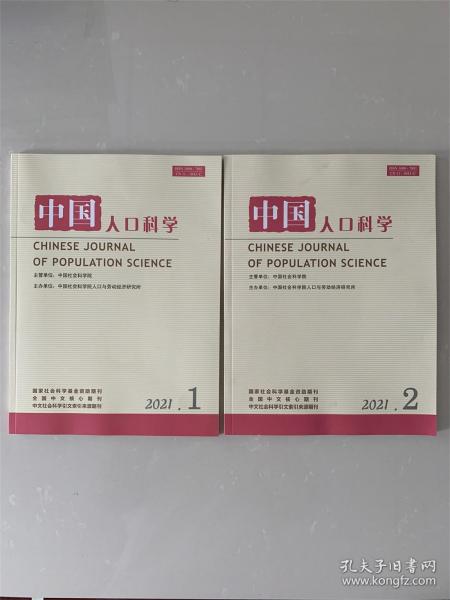 中国人口科学
CHINESE JOURNAL
OF POPULATION SCIENCE
主管单位：中国社会科学院
主办单位：中国社会科学院人口与劳动经济研究所
国家社会科学基金资助期刊
全国中文核心期刊
中文社会科学引文索引来源期刊
2021.1
中国人口科学
CHINESE JOURNAL
OF POPULATION SCIENCE
主管单位：中国社会科学院
主办单位：中国社会科学院人口与劳动经济研究所
国家社会科学基金资助期刊
全国中文核心期刊
中文社会科学引文索引来源期刊
2021.2
孔夫子旧书网
www.kongfz.com